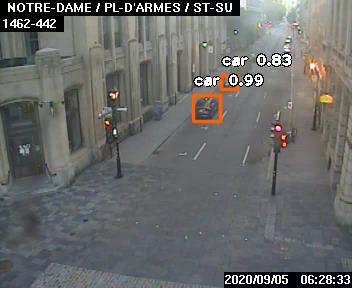 NOTRE-DAME / PL-D'ARMES / ST-SU
1462-442
car 0.83
car 0.99
2020/09/05 06:28:33